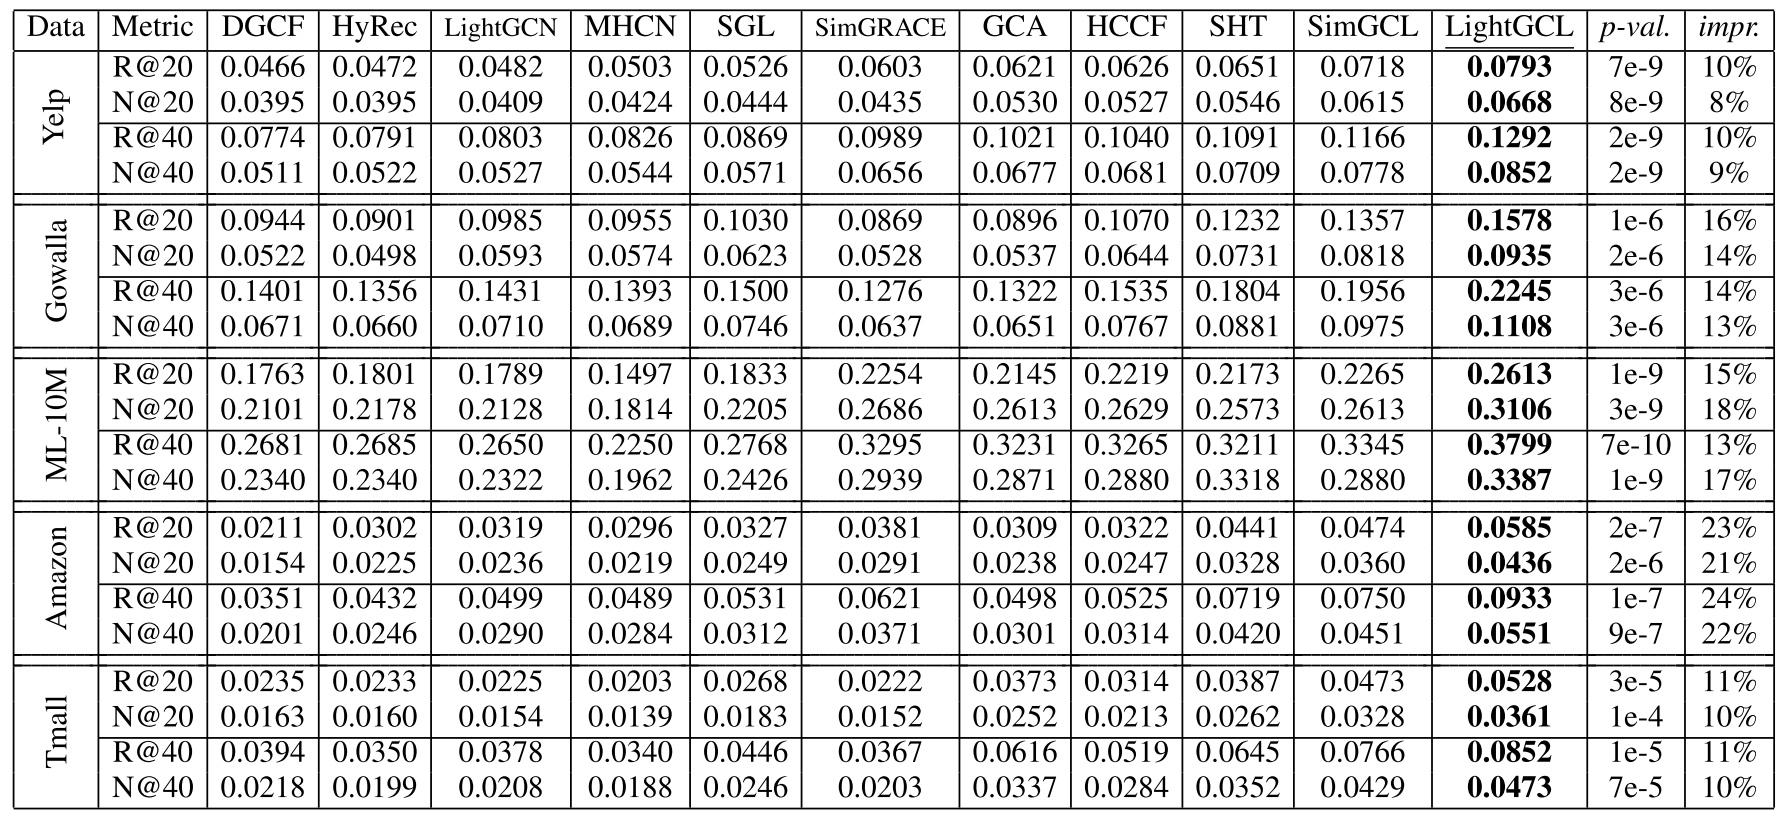 Data Metric DGCF HyRec LightGCN MHCN SGL SimGRACE GCA HCCF SHT SimGCL LightGCL p-val. impr.
Yelp
R@20 0.0466 0.0472 0.0482 0.0503 0.0526 0.0603 0.0621 0.0626 0.0651 0.0718 0.0793 7e-9 10%
N@20 0.0395 0.0395 0.0409 0.0424 0.0444 0.0435 0.0530 0.0527 0.0546 0.0615 0.0668 8e-9 8%
R@40 0.0774 0.0791 0.0803 0.0826 0.0869 0.0989 0.1021 0.1040 0.1091 0.1166 0.1292 2e-9 10%
N@40 0.0511 0.0522 0.0527 0.0544 0.0571 0.0656 0.0677 0.0681 0.0709 0.0778 0.0852 2e-9 9%
Gowalla
R@20 0.0944 0.0901 0.0985 0.0955 0.1030 0.0869 0.0896 0.1070 0.1232 0.1357 0.1578 1e-6 16%
N@20 0.0522 0.0498 0.0593 0.0574 0.0623 0.0528 0.0537 0.0644 0.0731 0.0818 0.0935 2e-6 14%
R@40 0.1401 0.1356 0.1431 0.1393 0.1500 0.1276 0.1322 0.1535 0.1804 0.1956 0.2245 3e-6 14%
N@40 0.0671 0.0660 0.0710 0.0689 0.0746 0.0637 0.0651 0.0767 0.0881 0.0975 0.1108 3e-6 13%
ML-10M
R@20 0.1763 0.1801 0.1789 0.1497 0.1833 0.2254 0.2145 0.2219 0.2173 0.2265 0.2613 1e-9 15%
N@20 0.2101 0.2178 0.2128 0.1814 0.2205 0.2686 0.2613 0.2629 0.2573 0.2613 0.3106 3e-9 18%
R@40 0.2681 0.2685 0.2650 0.2250 0.2768 0.3295 0.3231 0.3265 0.3211 0.3345 0.3799 7e-10 13%
N@40 0.2340 0.2340 0.2322 0.1962 0.2426 0.2939 0.2871 0.2880 0.3318 0.2880 0.3387 1e-9 17%
Amazon
R@20 0.0211 0.0302 0.0319 0.0296 0.0327 0.0381 0.0309 0.0322 0.0441 0.0474 0.0585 2e-7 23%
N@20 0.0154 0.0225 0.0236 0.0219 0.0249 0.0291 0.0238 0.0247 0.0328 0.0360 0.0436 2e-6 21%
R@40 0.0351 0.0432 0.0499 0.0489 0.0531 0.0621 0.0498 0.0525 0.0719 0.0750 0.0933 1e-7 24%
N@40 0.0201 0.0246 0.0290 0.0284 0.0312 0.0371 0.0301 0.0314 0.0420 0.0451 0.0551 9e-7 22%
Tmall
R@20 0.0235 0.0233 0.0225 0.0203 0.0268 0.0222 0.0373 0.0314 0.0387 0.0473 0.0528 3e-5 11%
N@20 0.0163 0.0160 0.0154 0.0139 0.0183 0.0152 0.0252 0.0213 0.0262 0.0328 0.0361 1e-4 10%
R@40 0.0394 0.0350 0.0378 0.0340 0.0446 0.0367 0.0616 0.0519 0.0645 0.0766 0.0852 1e-5 11%
N@40 0.0218 0.0199 0.0208 0.0188 0.0246 0.0203 0.0337 0.0284 0.0352 0.0429 0.0473 7e-5 10%